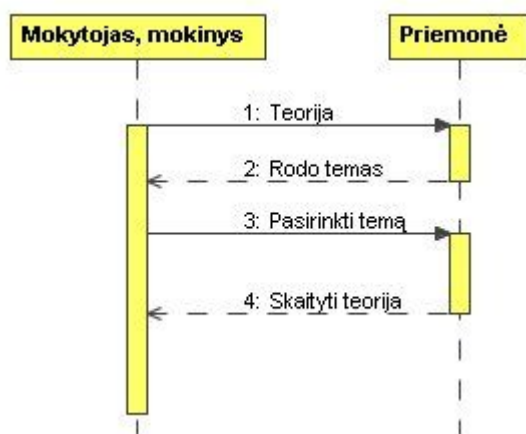 Mokytojas, mokinys
Priemonė
1: Teorija
2: Rodo temas
3: Pasirinkti temą
4: Skaityti teorija